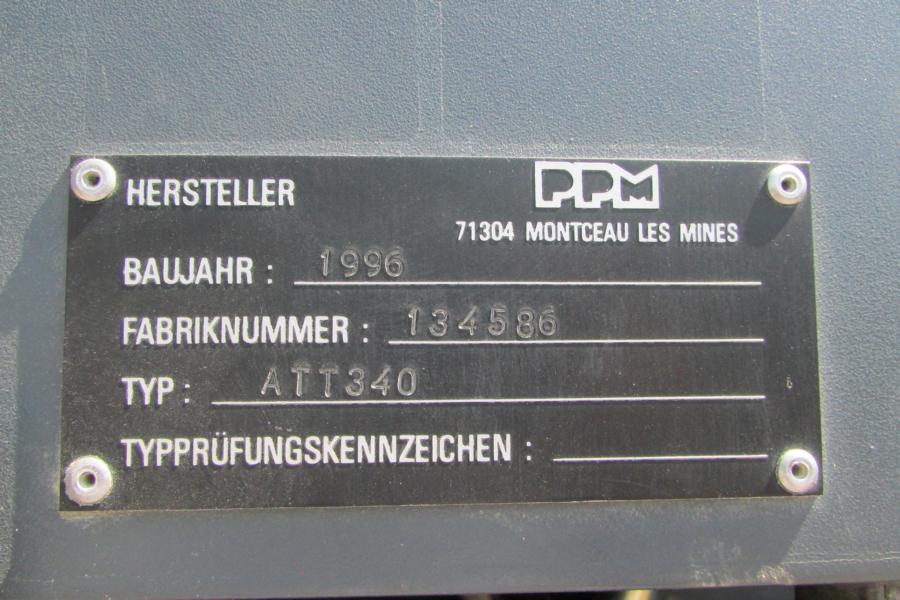 HERSTELLER PPM
71304 MONTCEAU LES MINES
BAUJAHR : 1996
FABRIKNUMMER : 134586
TYP : ATT340
TYPPRÜFUNGSKENNZEICHEN :